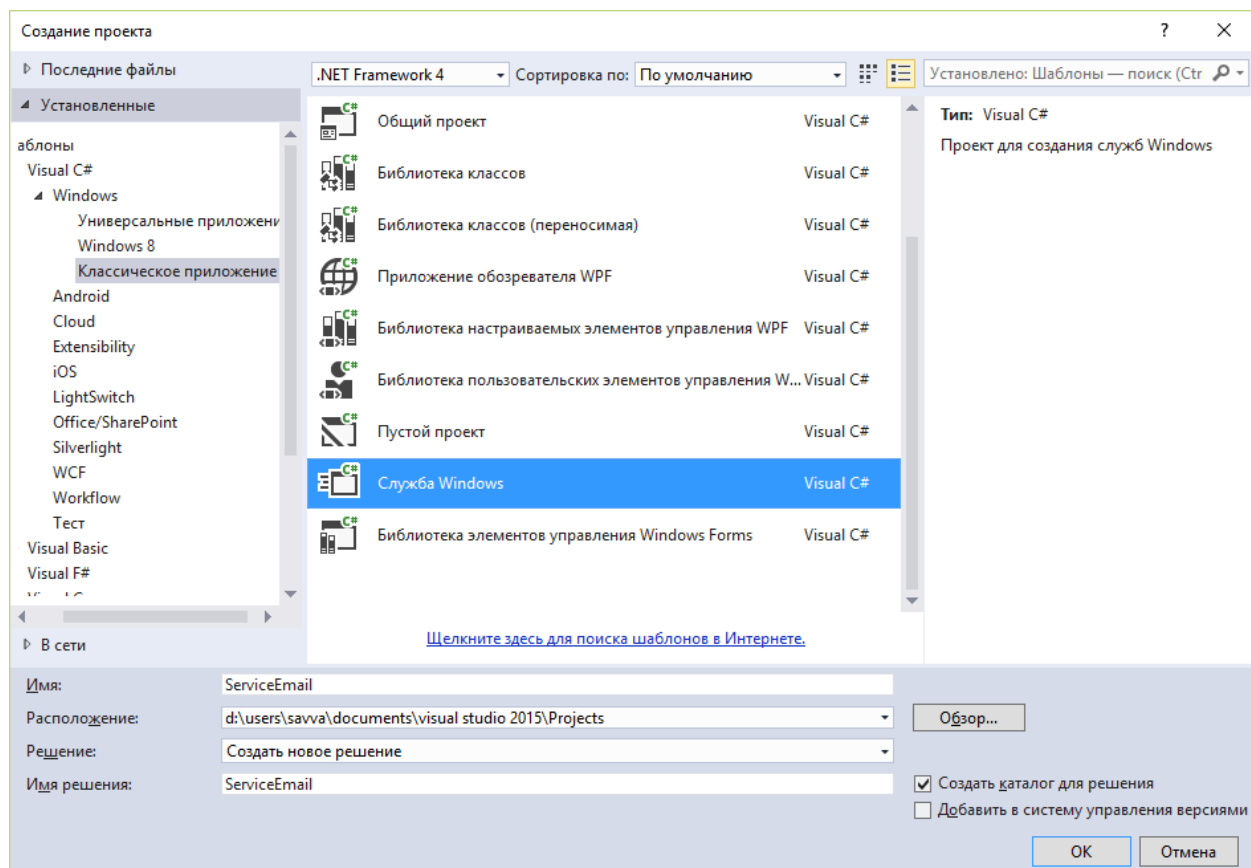 Создание проекта
?
Последние файлы
Установленные
аблоны
Visual C#
Windows
Универсальные приложени
Windows 8
Классическое приложение
Android
Cloud
Extensibility
iOS
LightSwitch
Office/SharePoint
Silverlight
WCF
Workflow
Тест
Visual Basic
Visual F#
В сети
.NET Framework 4
Сортировка по:
По умолчанию
Общий проект Visual C#
Библиотека классов Visual C#
Библиотека классов (переносимая) Visual C#
Приложение обозревателя WPF Visual C#
Библиотека настраиваемых элементов управления WPF Visual C#
Библиотека пользовательских элементов управления W... Visual C#
Пустой проект Visual C#
Служба Windows Visual C#
Библиотека элементов управления Windows Forms Visual C#
Щелкните здесь для поиска шаблонов в Интернете.
Установлено: Шаблоны — поиск (Ctr
Тип: Visual C#
Проект для создания служб Windows
Имя: ServiceEmail
Расположение: d:\users\savva\documents\visual studio 2015\Projects
Обзор...
Решение: Создать новое решение
Имя решения: ServiceEmail
Создать каталог для решения
Добавить в систему управления версиями
ОК
Отмена